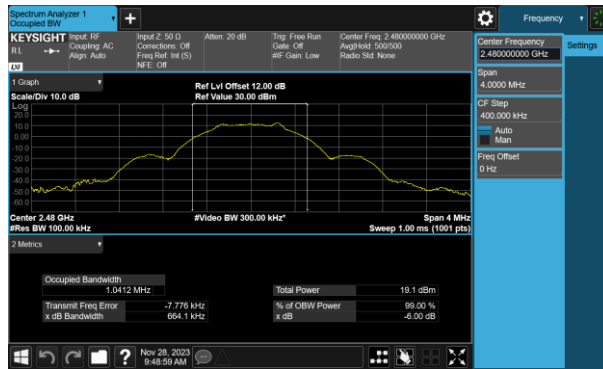 Spectrum Analyzer 1
Occupied BW
Frequency
KEYSIGHT
RL
LXI
Input: RF
Coupling: AC
Align: Auto
Input Z: 50 Ω
Corrections: Off
Freq Ref: Int (S)
NFE: Off
Atten: 20 dB
Trig: Free Run
Gate: Off
#IF Gain: Low
Center Freq: 2.480000000 GHz
Avg|Hold: 500/500
Radio Std: None
Center Frequency
2.480000000 GHz
Settings
Span
4.0000 MHz
CF Step
400.000 kHz
Auto
Man
Freq Offset
0 Hz
1 Graph
Scale/Div 10.0 dB
Ref Lvl Offset 12.00 dB
Ref Value 30.00 dBm
Log
20.0
10.0
0.00
-10.0
-20.0
-30.0
-40.0
-50.0
-60.0
Center 2.48 GHz
#Res BW 100.00 kHz
#Video BW 300.00 kHz*
Span 4 MHz
Sweep 1.00 ms (1001 pts)
2 Metrics
Occupied Bandwidth
1.0412 MHz
Total Power 19.1 dBm
Transmit Freq Error -7.776 kHz
% of OBW Power 99.00 %
x dB Bandwidth 664.1 kHz
x dB -6.00 dB
Nov 28, 2023
9:48:59 AM